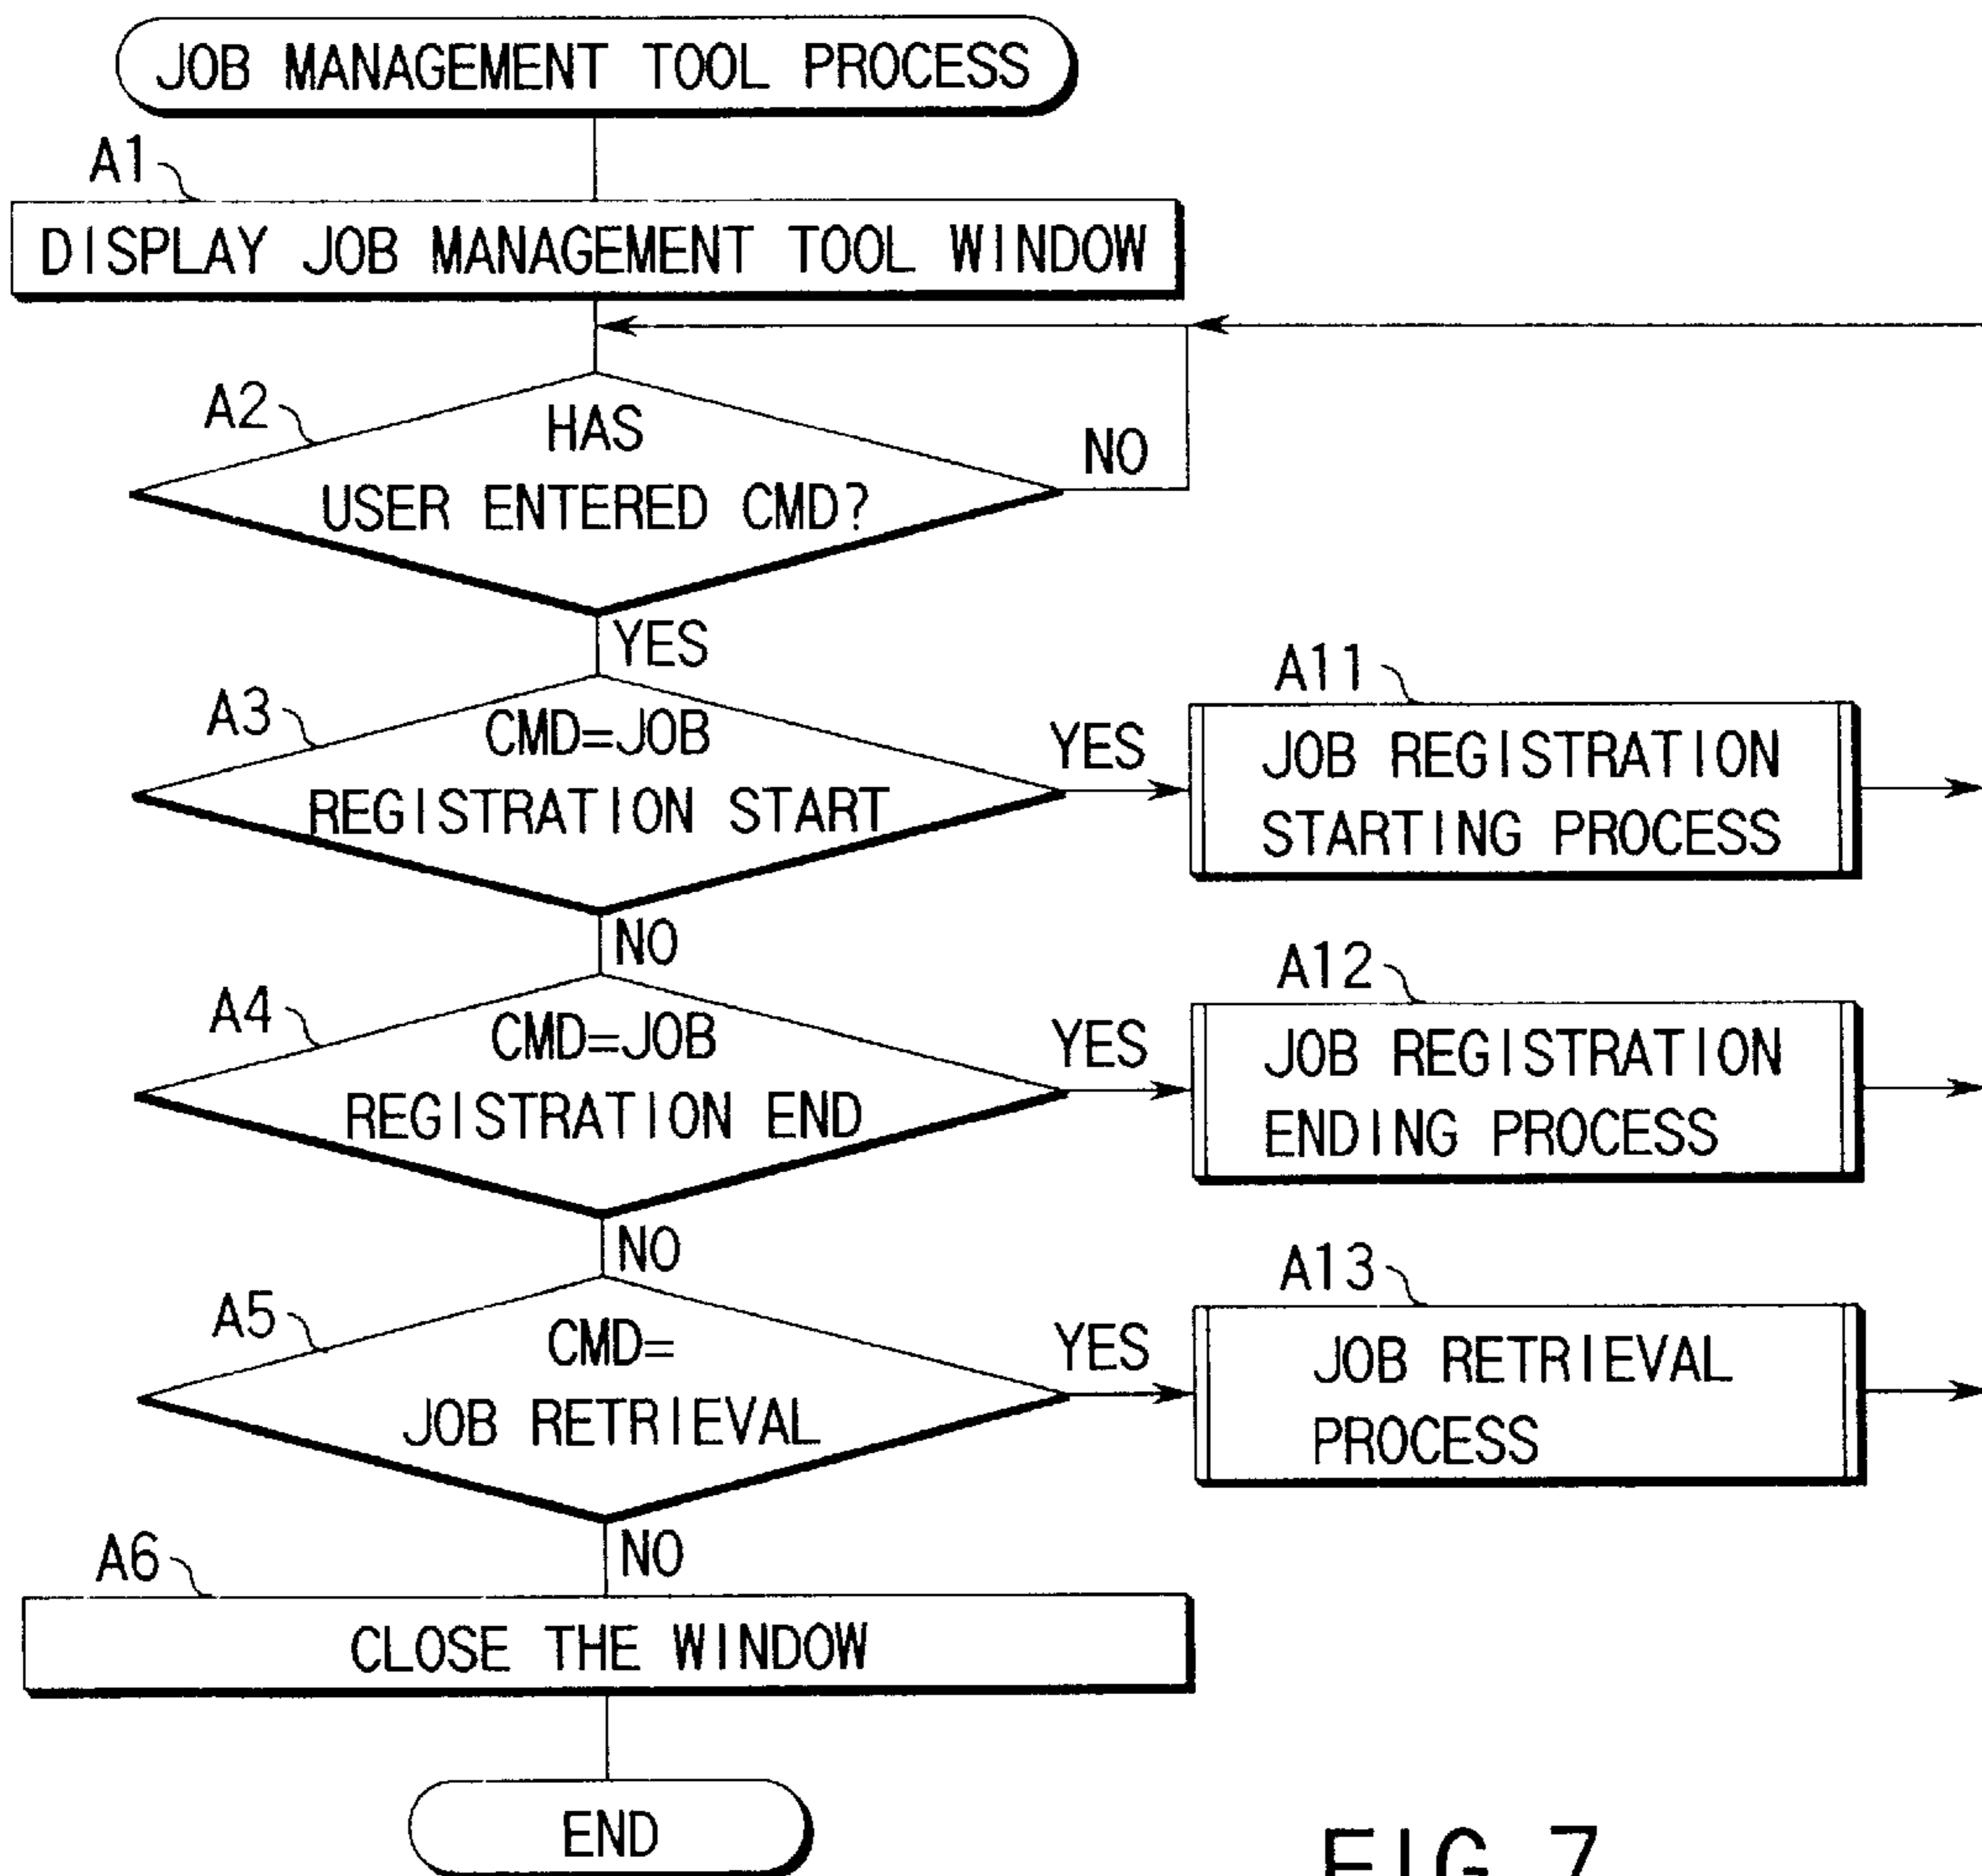 JOB MANAGEMENT TOOL PROCESS
A1
DISPLAY JOB MANAGEMENT TOOL WINDOW
A2
HAS
USER ENTERED CMD?
NO
YES
A3
CMD=JOB
REGISTRATION START
YES
A11
JOB REGISTRATION
STARTING PROCESS
NO
A4
CMD=JOB
REGISTRATION END
YES
A12
JOB REGISTRATION
ENDING PROCESS
NO
A5
CMD=
JOB RETRIEVAL
YES
A13
JOB RETRIEVAL
PROCESS
NO
A6
CLOSE THE WINDOW
END
FIG. 7